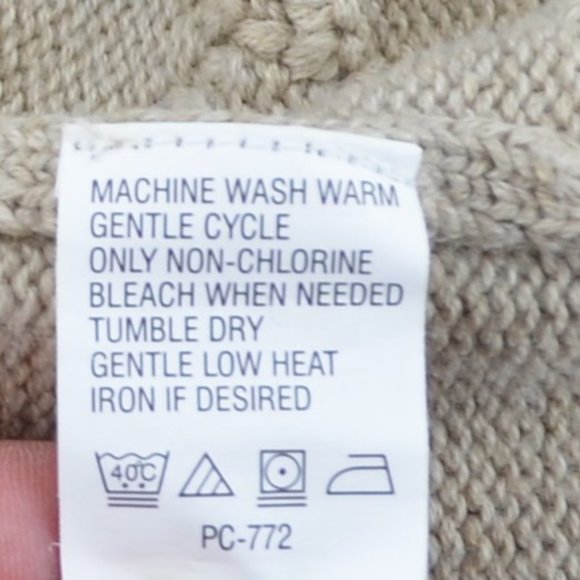 MACHINE WASH WARM
GENTLE CYCLE
ONLY NON-CHLORINE
BLEACH WHEN NEEDED
TUMBLE DRY
GENTLE LOW HEAT
IRON IF DESIRED
40°C
PC-772